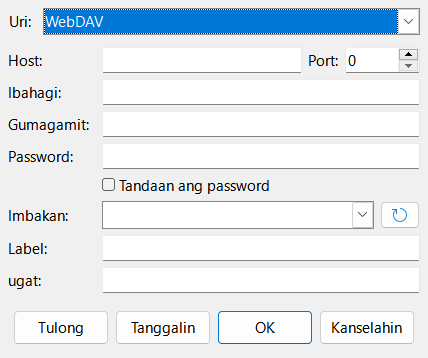 Uri: WebDAV
Host: Port: 0
Ibahagi:
Gumagamit:
Password:
Tandaan ang password
Imbakan:
Label:
ugat:
Tulong Tanggalin OK Kanselahin